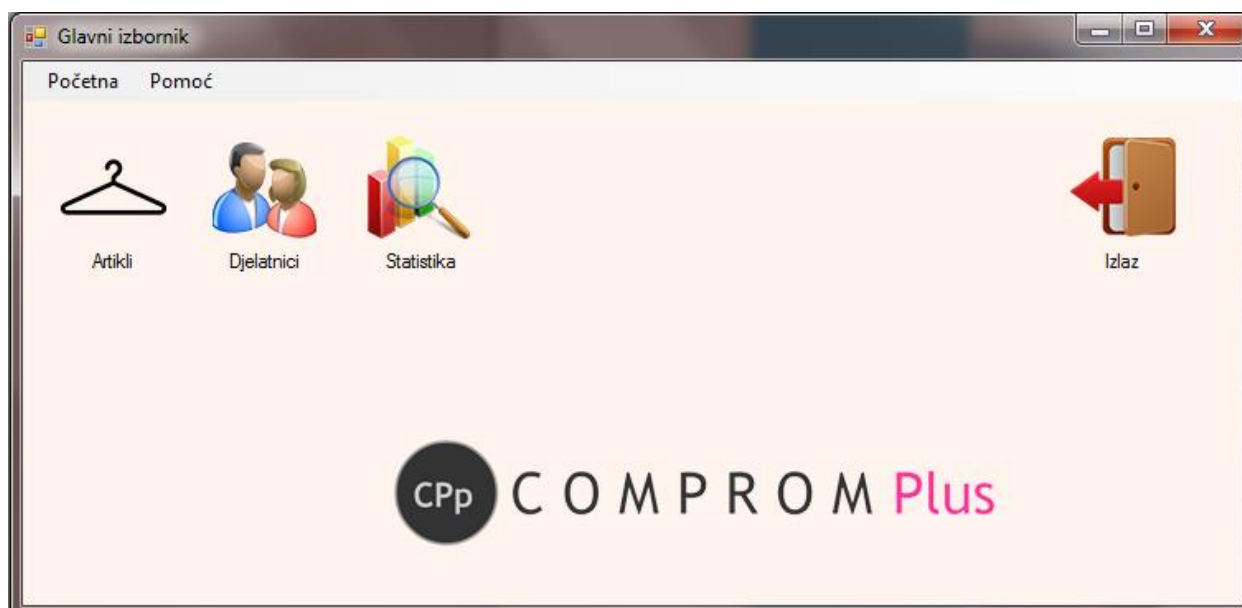 Glavni izbornik
Početna Pomoć
Artikli Djelatnici Statistika Izlaz
CPp COMPROM Plus